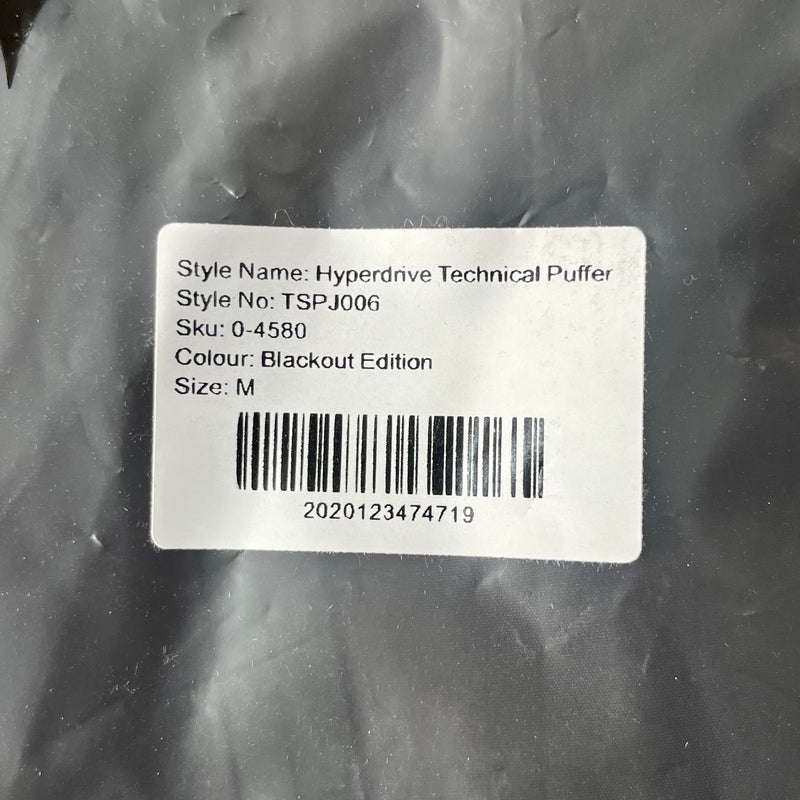 Style Name: Hyperdrive Technical Puffer
Style No: TSPJ006
Sku: 0-4580
Colour: Blackout Edition
Size: M
2020123474719